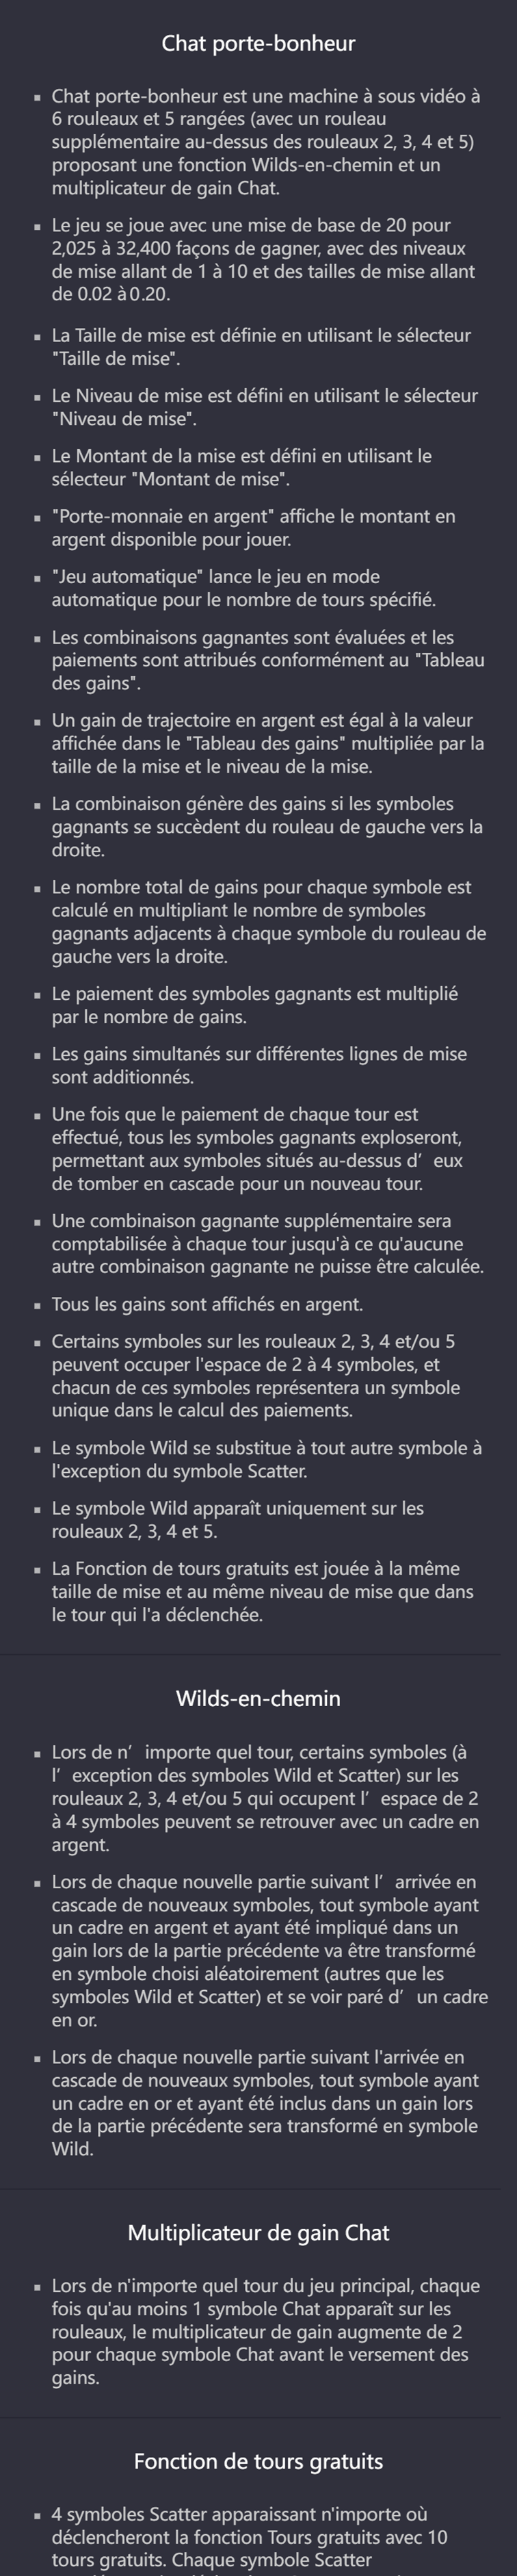 Chat porte-bonheur
▪ Chat porte-bonheur est une machine à sous vidéo à
6 rouleaux et 5 rangées (avec un rouleau
supplémentaire au-dessus des rouleaux 2, 3, 4 et 5)
proposant une fonction Wilds-en-chemin et un
multiplicateur de gain Chat.
▪ Le jeu se joue avec une mise de base de 20 pour
2,025 à 32,400 façons de gagner, avec des niveaux
de mise allant de 1 à 10 et des tailles de mise allant
de 0.02 à 0.20.
▪ La Taille de mise est définie en utilisant le sélecteur
"Taille de mise".
▪ Le Niveau de mise est défini en utilisant le sélecteur
"Niveau de mise".
▪ Le Montant de la mise est défini en utilisant le
sélecteur "Montant de mise".
▪ "Porte-monnaie en argent" affiche le montant en
argent disponible pour jouer.
▪ "Jeu automatique" lance le jeu en mode
automatique pour le nombre de tours spécifié.
▪ Les combinaisons gagnantes sont évaluées et les
paiements sont attribués conformément au "Tableau
des gains".
▪ Un gain de trajectoire en argent est égal à la valeur
affichée dans le "Tableau des gains" multipliée par la
taille de la mise et le niveau de la mise.
▪ La combinaison génère des gains si les symboles
gagnants se succèdent du rouleau de gauche vers la
droite.
▪ Le nombre total de gains pour chaque symbole est
calculé en multipliant le nombre de symboles
gagnants adjacents à chaque symbole du rouleau de
gauche vers la droite.
▪ Le paiement des symboles gagnants est multiplié
par le nombre de gains.
▪ Les gains simultanés sur différentes lignes de mise
sont additionnés.
▪ Une fois que le paiement de chaque tour est
effectué, tous les symboles gagnants exploseront,
permettant aux symboles situés au-dessus d’ eux
de tomber en cascade pour un nouveau tour.
▪ Une combinaison gagnante supplémentaire sera
comptabilisée à chaque tour jusqu'à ce qu'aucune
autre combinaison gagnante ne puisse être calculée.
▪ Tous les gains sont affichés en argent.
▪ Certains symboles sur les rouleaux 2, 3, 4 et/ou 5
peuvent occuper l'espace de 2 à 4 symboles, et
chacun de ces symboles représentera un symbole
unique dans le calcul des paiements.
▪ Le symbole Wild se substitue à tout autre symbole à
l'exception du symbole Scatter.
▪ Le symbole Wild apparaît uniquement sur les
rouleaux 2, 3, 4 et 5.
▪ La Fonction de tours gratuits est jouée à la même
taille de mise et au même niveau de mise que dans
le tour qui l'a déclenchée.
Wilds-en-chemin
▪ Lors de n’ importe quel tour, certains symboles (à
l’ exception des symboles Wild et Scatter) sur les
rouleaux 2, 3, 4 et/ou 5 qui occupent l’ espace de 2
à 4 symboles peuvent se retrouver avec un cadre en
argent.
▪ Lors de chaque nouvelle partie suivant l’ arrivée en
cascade de nouveaux symboles, tout symbole ayant
un cadre en argent et ayant été impliqué dans un
gain lors de la partie précédente va être transformé
en symbole choisi aléatoirement (autres que les
symboles Wild et Scatter) et se voir paré d’ un cadre
en or.
▪ Lors de chaque nouvelle partie suivant l'arrivée en
cascade de nouveaux symboles, tout symbole ayant
un cadre en or et ayant été inclus dans un gain lors
de la partie précédente sera transformé en symbole
Wild.
Multiplicateur de gain Chat
▪ Lors de n'importe quel tour du jeu principal, chaque
fois qu'au moins 1 symbole Chat apparaît sur les
rouleaux, le multiplicateur de gain augmente de 2
pour chaque symbole Chat avant le versement des
gains.
Fonction de tours gratuits
▪ 4 symboles Scatter apparaissant n'importe où
déclencheront la fonction Tours gratuits avec 10
tours gratuits. Chaque symbole Scatter